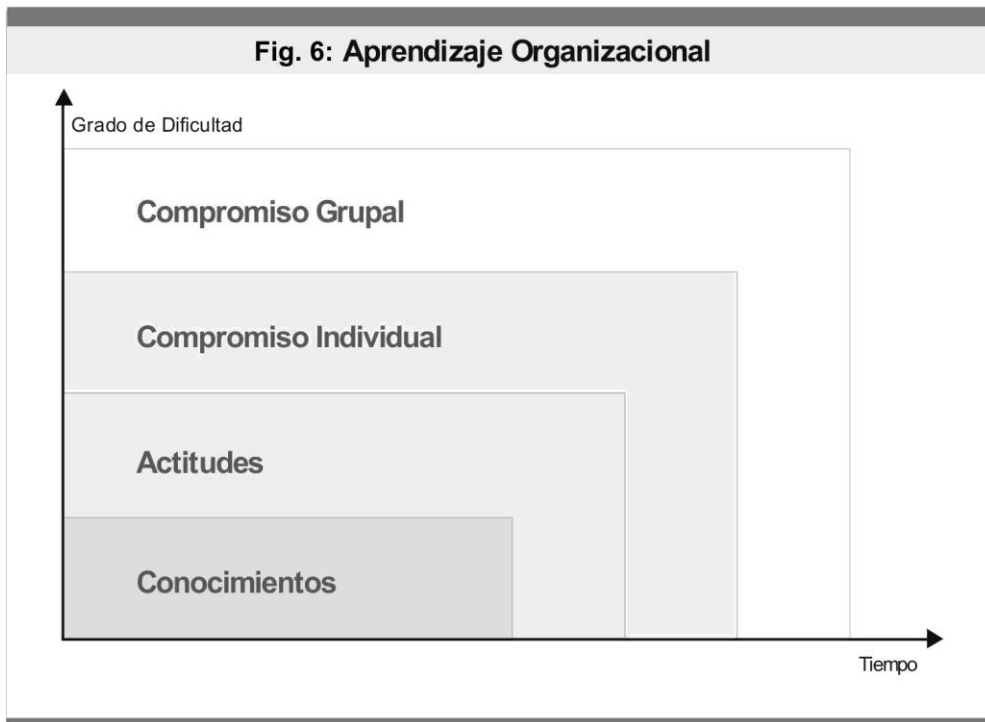 Fig. 6: Aprendizaje Organizacional
Grado de Dificultad
Compromiso Grupal
Compromiso Individual
Actitudes
Conocimientos
Tiempo